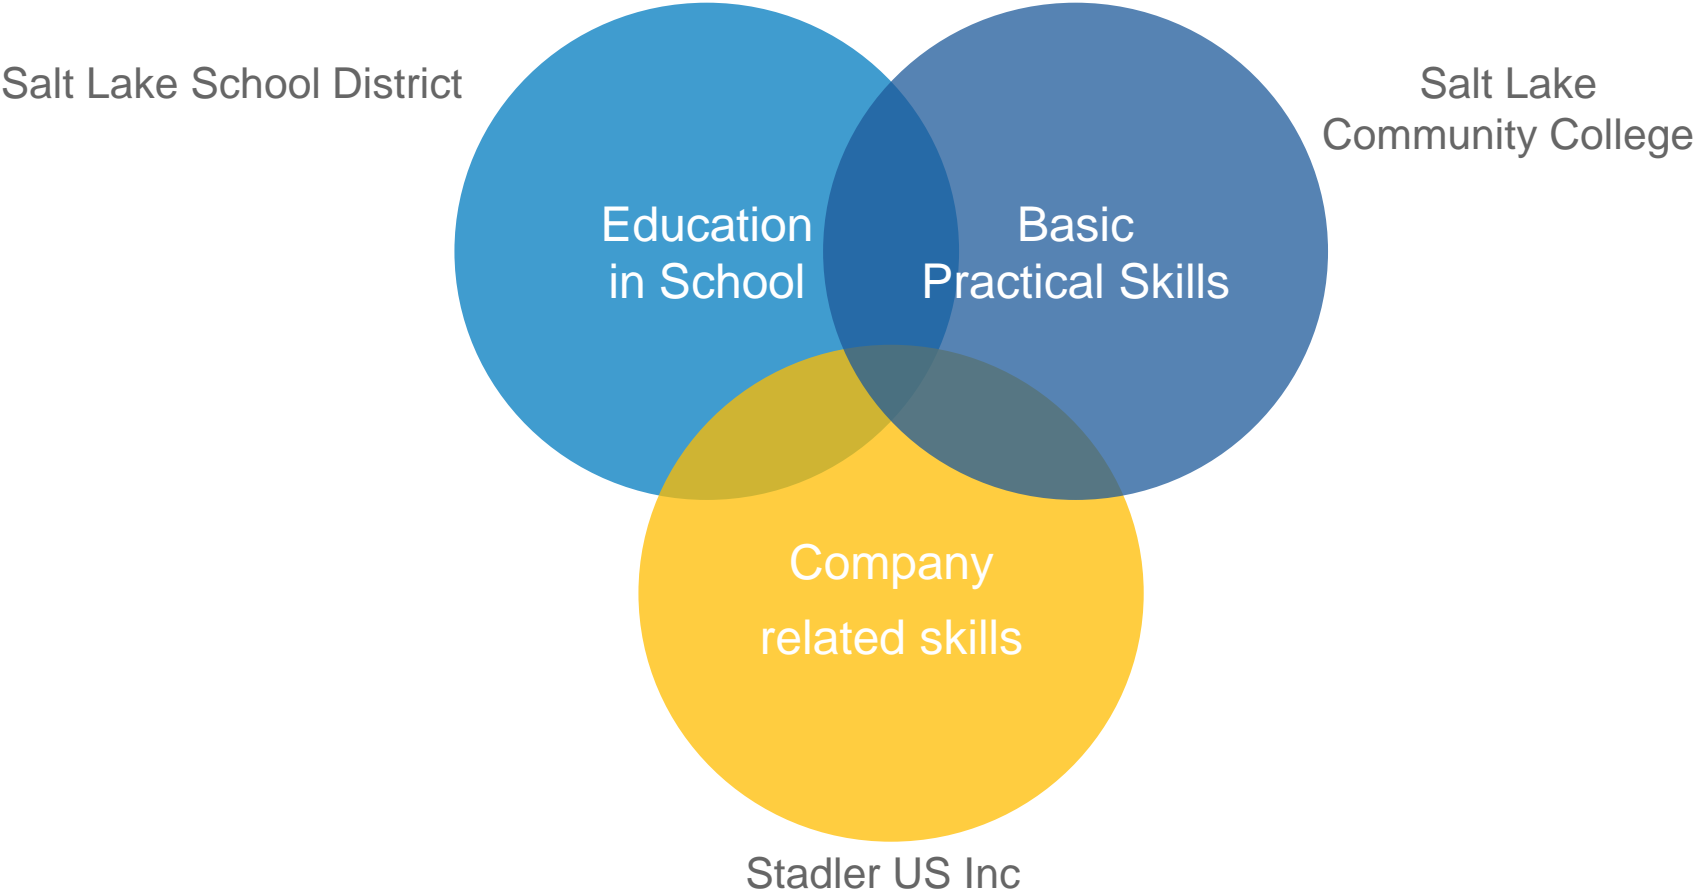 Salt Lake School District
Salt Lake
Community College
Education
in School
Basic
Practical Skills
Company
related skills
Stadler US Inc